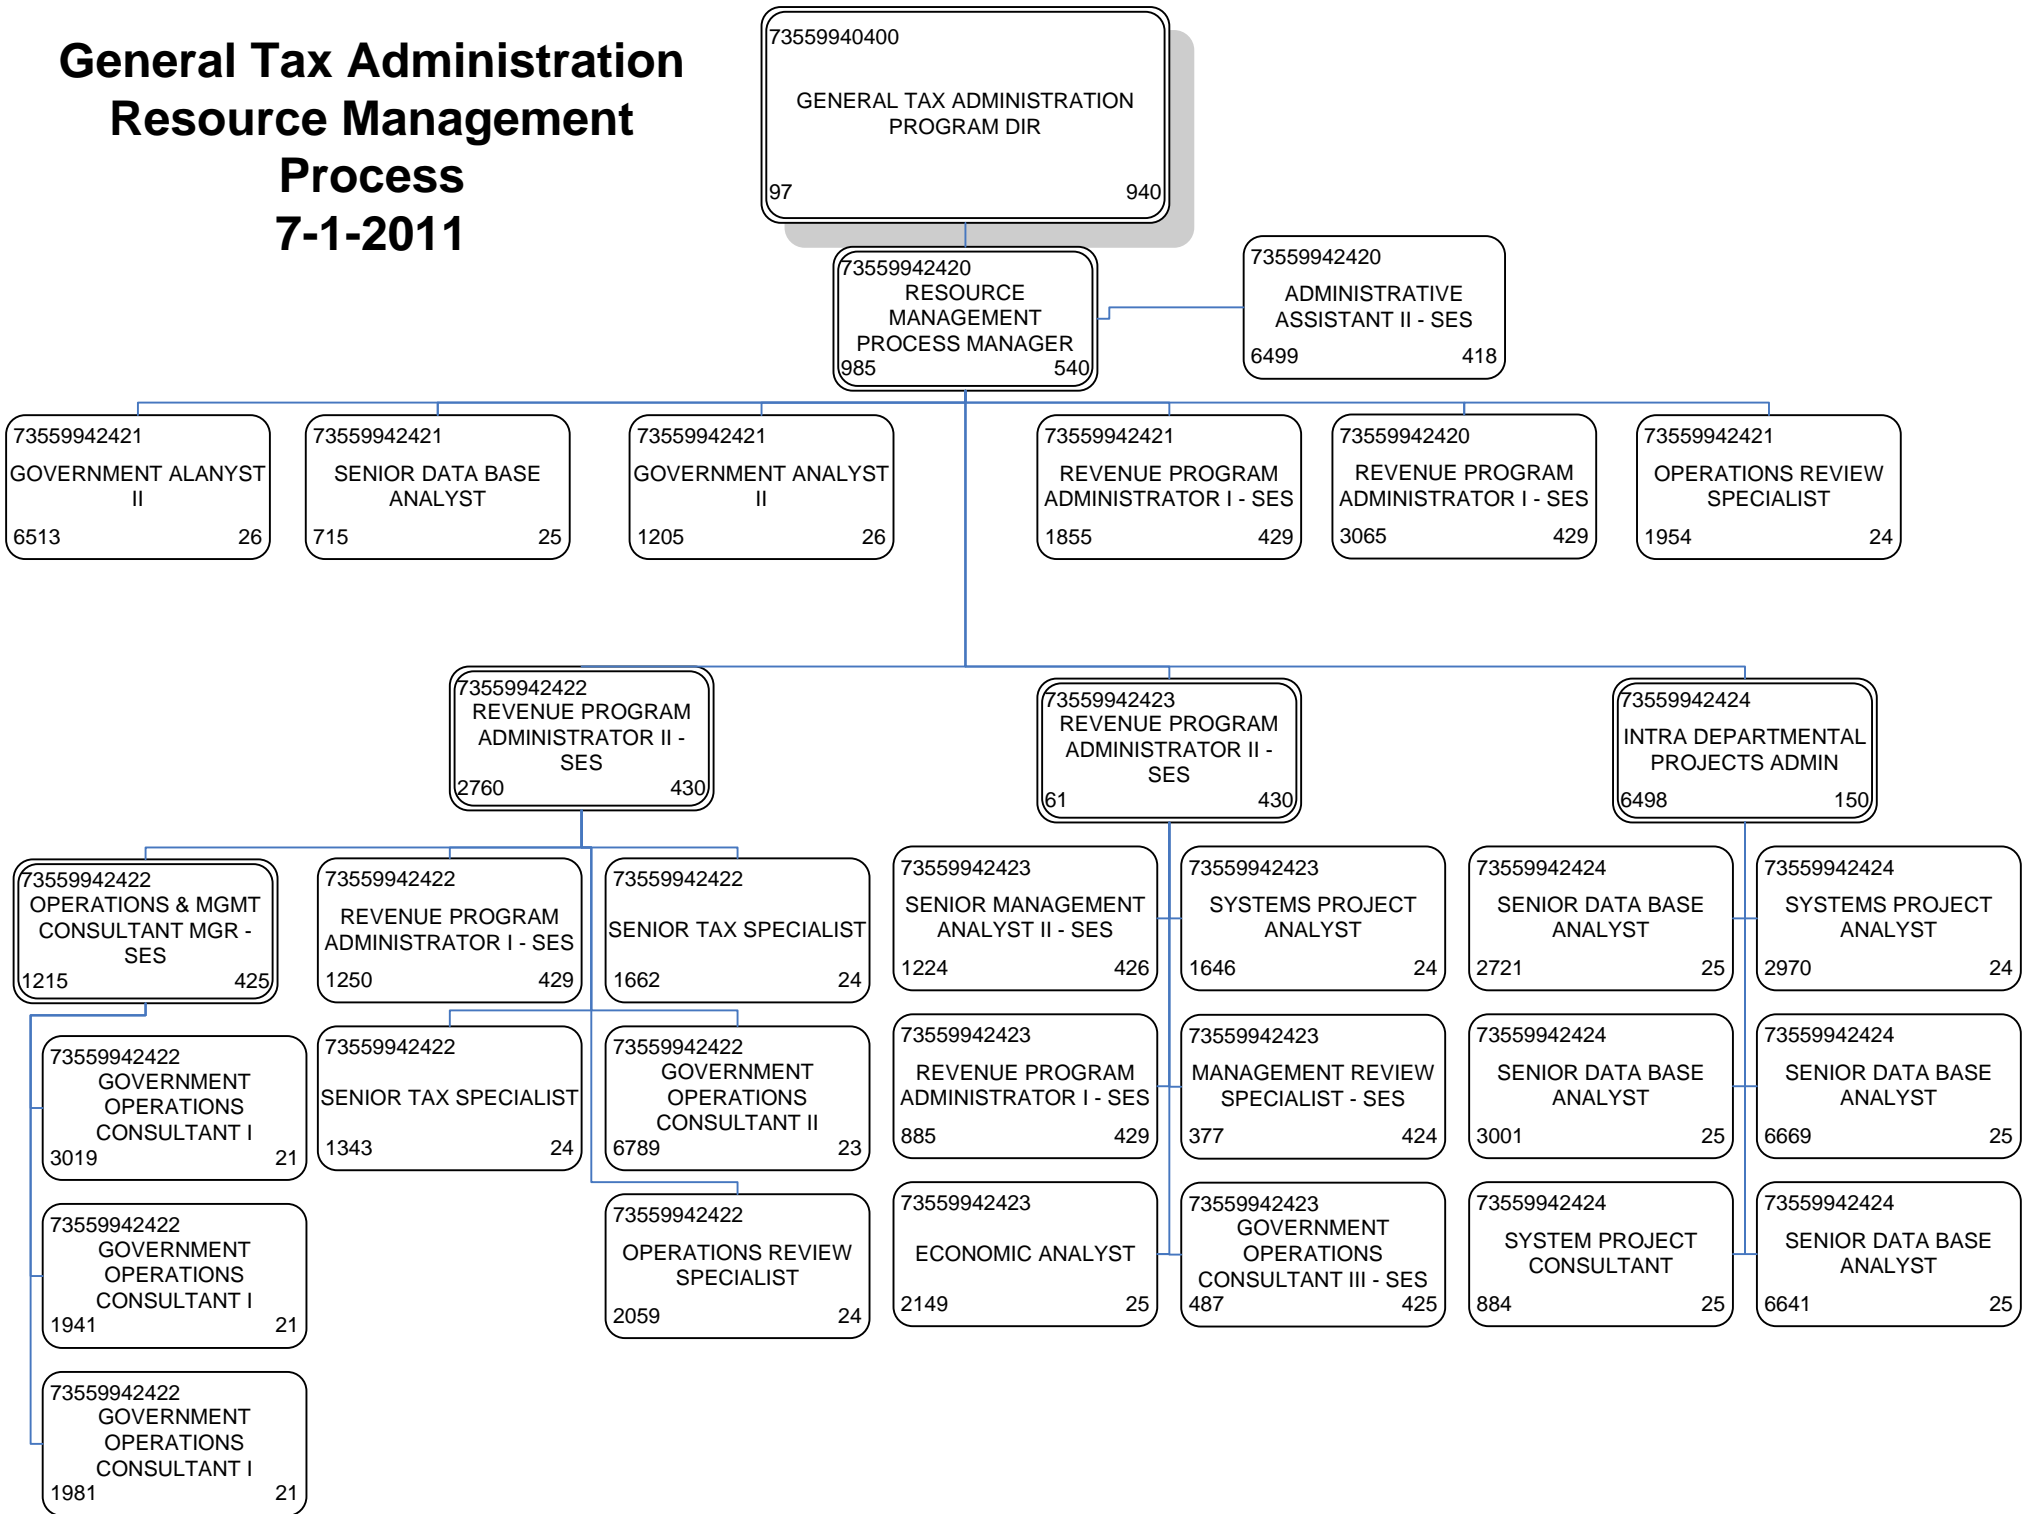 General Tax Administration
Resource Management
Process
7-1-2011
73559940400
GENERAL TAX ADMINISTRATION
PROGRAM DIR
97 940
73559942420
RESOURCE
MANAGEMENT
PROCESS MANAGER
985 540
73559942420
ADMINISTRATIVE
ASSISTANT II - SES
6499 418
73559942421
GOVERNMENT ALANYST
II
6513 26
73559942421
SENIOR DATA BASE
ANALYST
715 25
73559942421
GOVERNMENT ANALYST
II
1205 26
73559942421
REVENUE PROGRAM
ADMINISTRATOR I - SES
1855 429
73559942420
REVENUE PROGRAM
ADMINISTRATOR I - SES
3065 429
73559942421
OPERATIONS REVIEW
SPECIALIST
1954 24
73559942422
REVENUE PROGRAM
ADMINISTRATOR II -
SES
2760 430
73559942423
REVENUE PROGRAM
ADMINISTRATOR II -
SES
61 430
73559942424
INTRA DEPARTMENTAL
PROJECTS ADMIN
6498 150
73559942422
OPERATIONS & MGMT
CONSULTANT MGR -
SES
1215 425
73559942422
REVENUE PROGRAM
ADMINISTRATOR I - SES
1250 429
73559942422
SENIOR TAX SPECIALIST
1662 24
73559942423
SENIOR MANAGEMENT
ANALYST II - SES
1224 426
73559942423
SYSTEMS PROJECT
ANALYST
1646 24
73559942424
SENIOR DATA BASE
ANALYST
2721 25
73559942424
SYSTEMS PROJECT
ANALYST
2970 24
73559942422
GOVERNMENT
OPERATIONS
CONSULTANT I
3019 21
73559942422
SENIOR TAX SPECIALIST
1343 24
73559942422
GOVERNMENT
OPERATIONS
CONSULTANT II
6789 23
73559942423
REVENUE PROGRAM
ADMINISTRATOR I - SES
885 429
73559942423
MANAGEMENT REVIEW
SPECIALIST - SES
377 424
73559942424
SENIOR DATA BASE
ANALYST
3001 25
73559942424
SENIOR DATA BASE
ANALYST
6669 25
73559942422
GOVERNMENT
OPERATIONS
CONSULTANT I
1941 21
73559942422
OPERATIONS REVIEW
SPECIALIST
2059 24
73559942423
ECONOMIC ANALYST
2149 25
73559942423
GOVERNMENT
OPERATIONS
CONSULTANT III - SES
487 425
73559942424
SYSTEM PROJECT
CONSULTANT
884 25
73559942424
SENIOR DATA BASE
ANALYST
6641 25
73559942422
GOVERNMENT
OPERATIONS
CONSULTANT I
1981 21